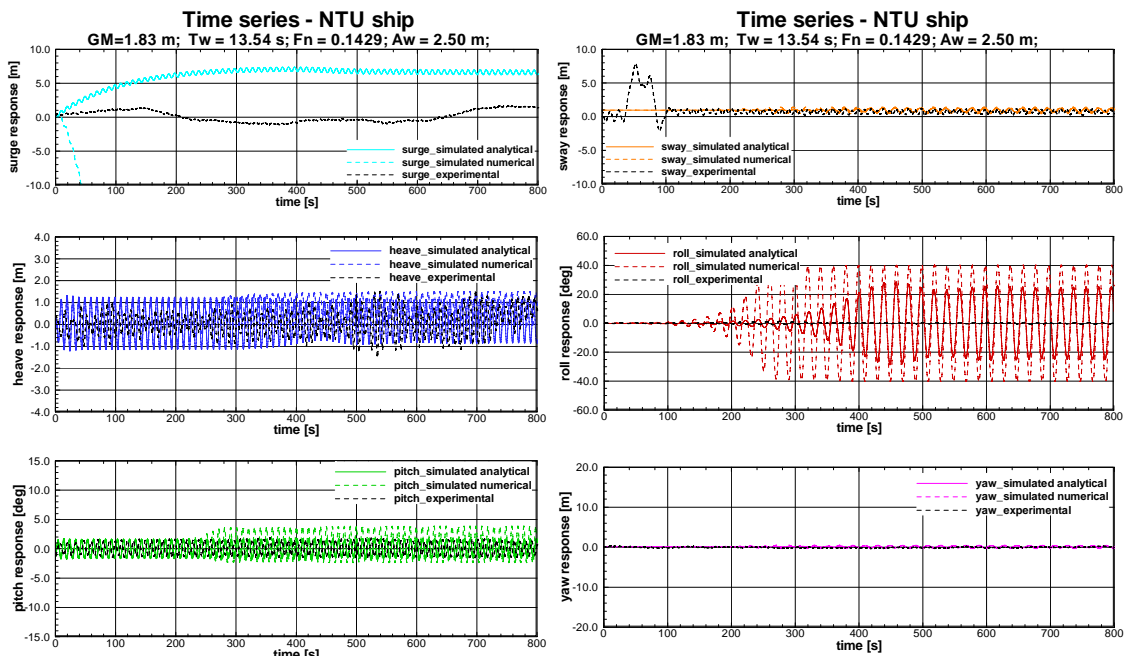 Time series - NTU ship
GM=1.83 m; Tw = 13.54 s; Fn = 0.1429; Aw = 2.50 m;
surge response [m]
10.0
5.0
0.0
-5.0
-10.0
surge_simulated analytical
surge_simulated numerical
surge_experimental
0 100 200 300 400 500 600 700 800
time [s]
Time series - NTU ship
GM=1.83 m; Tw = 13.54 s; Fn = 0.1429; Aw = 2.50 m;
sway response [m]
10.0
5.0
0.0
-5.0
-10.0
sway_simulated analytical
sway_simulated numerical
sway_experimental
0 100 200 300 400 500 600 700 800
time [s]
heave response [m]
4.0
3.0
2.0
1.0
0.0
-1.0
-2.0
-3.0
-4.0
heave_simulated analytical
heave_simulated numerical
heave_experimental
0 100 200 300 400 500 600 700 800
time [s]
roll response [deg]
60.0
40.0
20.0
0.0
-20.0
-40.0
-60.0
roll_simulated analytical
roll_simulated numerical
roll_experimental
0 100 200 300 400 500 600 700 800
time [s]
pitch response [deg]
15.0
10.0
5.0
0.0
-5.0
-10.0
-15.0
pitch_simulated analytical
pitch_simulated numerical
pitch_experimental
0 100 200 300 400 500 600 700 800
time [s]
yaw response [m]
20.0
10.0
0.0
-10.0
-20.0
yaw_simulated analytical
yaw_simulated numerical
yaw_experimental
0 100 200 300 400 500 600 700 800
time [s]